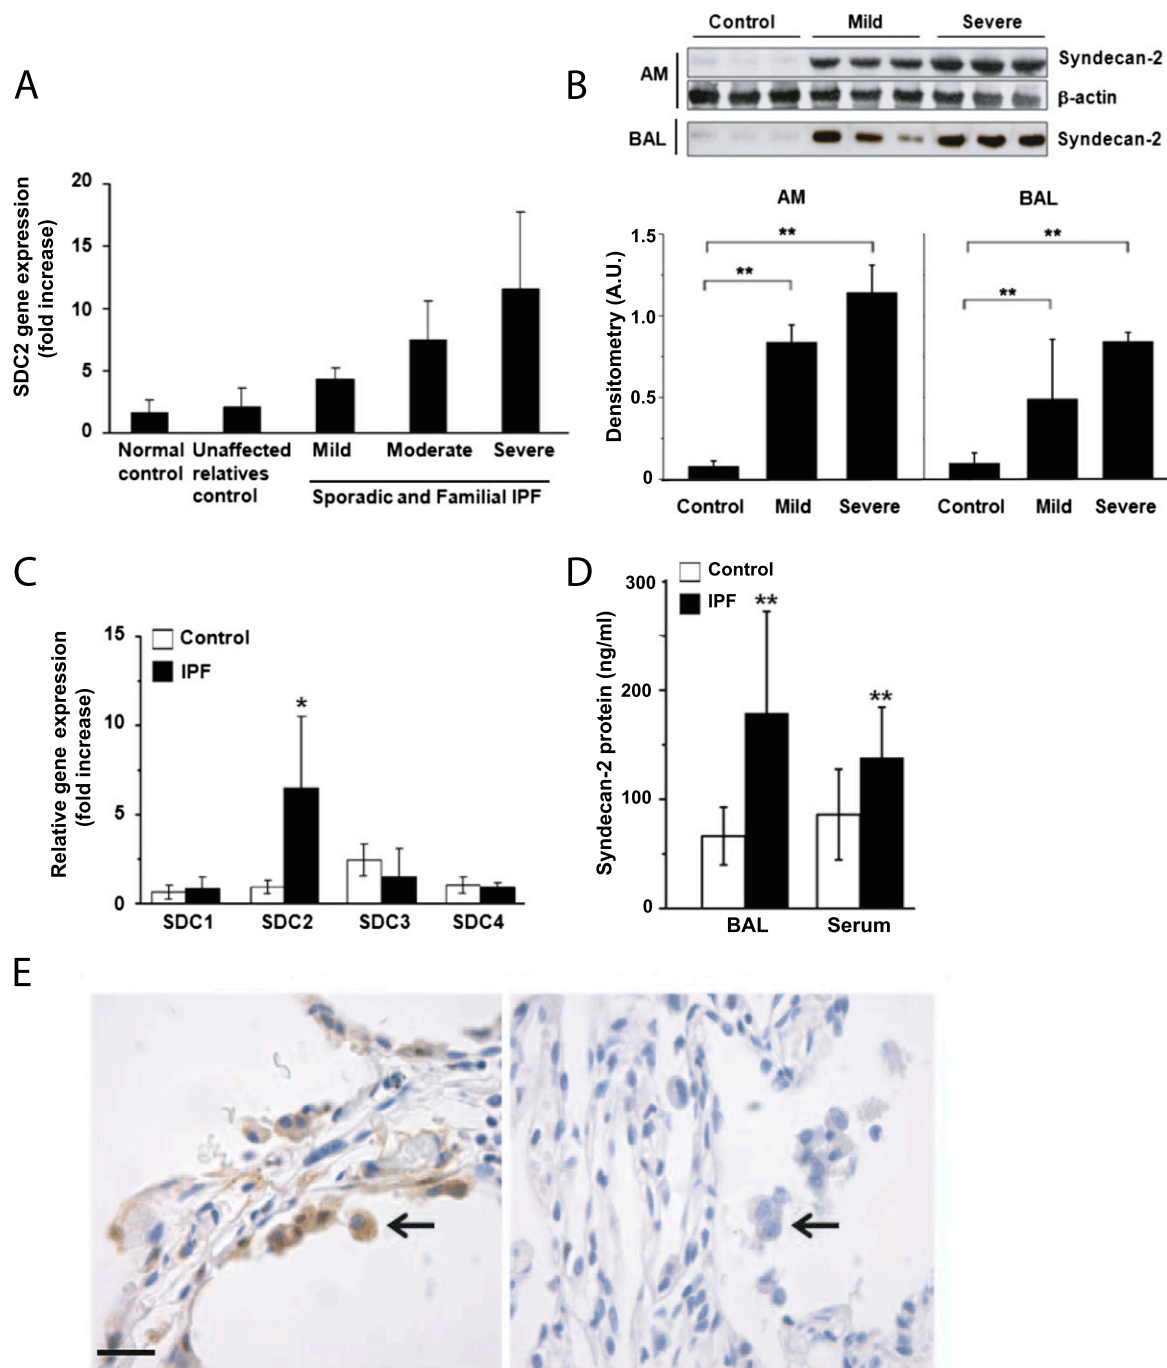 A
SDC2 gene expression
(fold increase)
20
15
10
5
0
Normal control
Unaffected relatives control
Mild
Moderate
Severe
Sporadic and Familial IPF
B
Control Mild Severe
AM
Syndecan-2
β-actin
BAL
Syndecan-2
AM BAL
Densitometry (A.U.)
1.5
1.0
0.5
0
**
**
**
**
Control Mild Severe Control Mild Severe
C
Relative gene expression
(fold increase)
15
10
5
0
Control
IPF
*
SDC1 SDC2 SDC3 SDC4
D
Syndecan-2 protein (ng/ml)
300
200
100
0
Control
IPF
**
**
BAL Serum
E